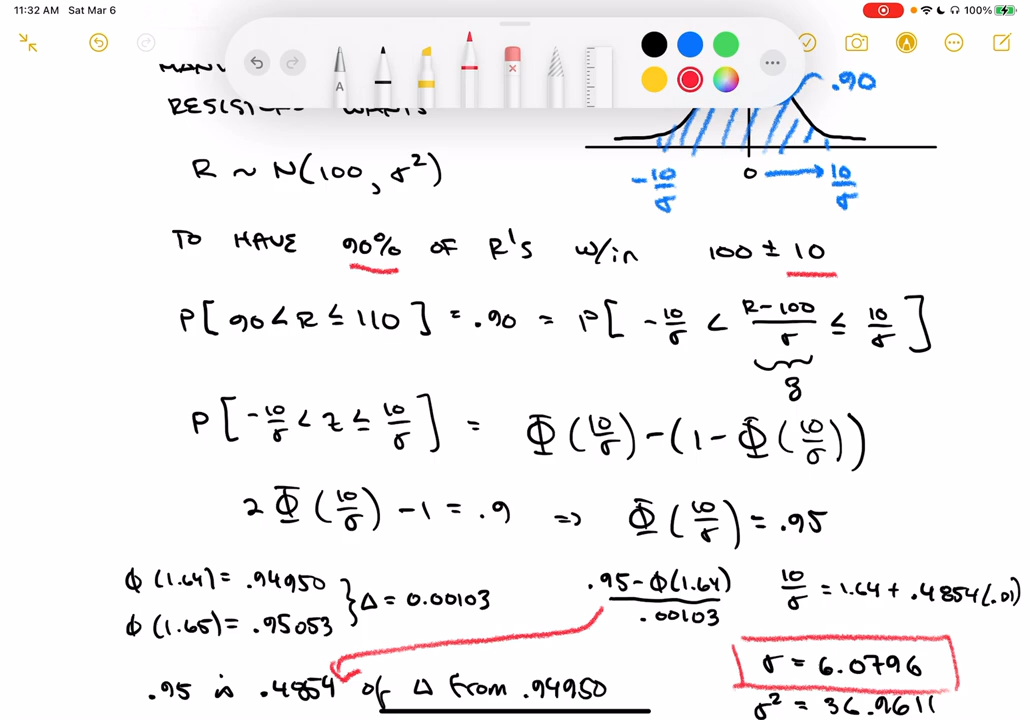 11:32 AM Sat Mar 6 100%
A
.90
R ~ N(100, σ²)
-10/σ 0 10/σ
TO HAVE 90% OF R's w/in 100 ± 10
P[90 < R ≤ 110] = .90 = P[-10/σ < (R-100)/σ ≤ 10/σ]
z
P[-10/σ < z ≤ 10/σ] = Φ(10/σ) - (1 - Φ(10/σ))
2Φ(10/σ) - 1 = .9 => Φ(10/σ) = .95
Φ(1.64) = .94950
Φ(1.65) = .95053
} Δ = 0.00103
.95 - Φ(1.64)
.00103
10/σ = 1.64 + .4854(.01)
σ = 6.0796
.95 is .4854 of Δ from .94950
σ² = 36.9611